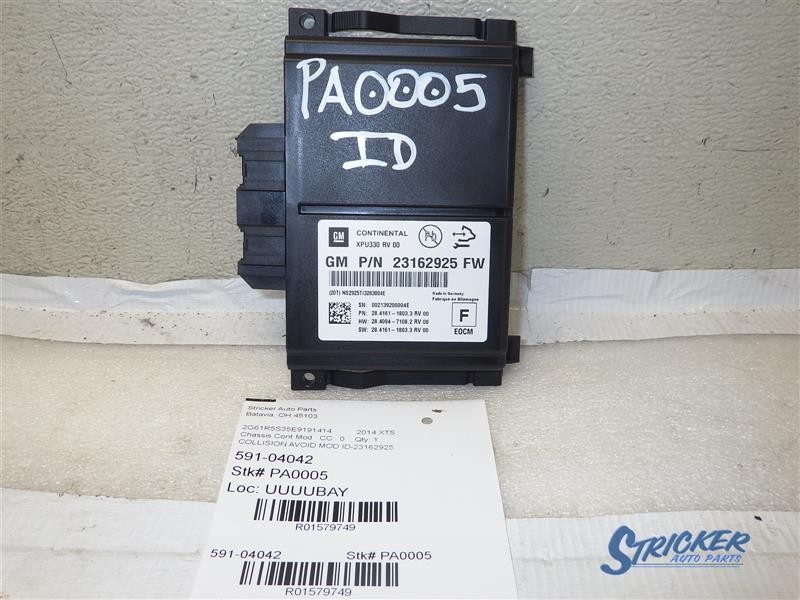 PA0005
ID
GM
CONTINENTAL
XPU330 RV 00
GM P/N 23162925 FW
(20T) NS2925T/3263004E
Made in Germany
Fabriqué en Allemagne
SN: 002139200004E
PN: 28.4161-1803.3 RV 00
HW: 28.4094-7108.2 RV 00
SW: 28.4161-1803.3 RV 00
F
EOCM
Stricker Auto Parts
Batavia, OH 45103
2G61R5S35E9191414 2014 XTS
Chassis Cont Mod CC: 0 Qty: 1
COLLISION AVOID MOD ID-23162925
591-04042
Stk# PA0005
Loc: UUUUBAY
R01579749
591-04042 Stk# PA0005
R01579749
STRICKER
AUTO PARTS